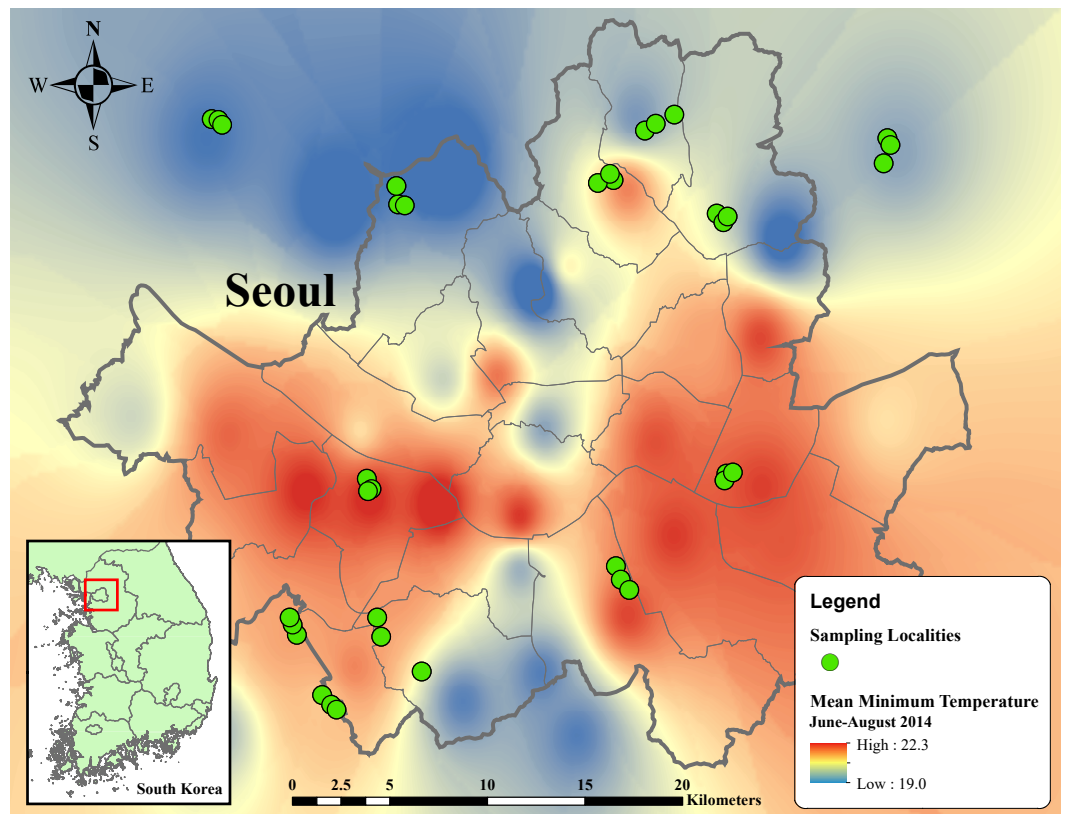 N
W E
S
Seoul
Legend
Sampling Localities
Mean Minimum Temperature
June-August 2014
High : 22.3
Low : 19.0
South Korea
0 2.5 5 10 15 20
Kilometers